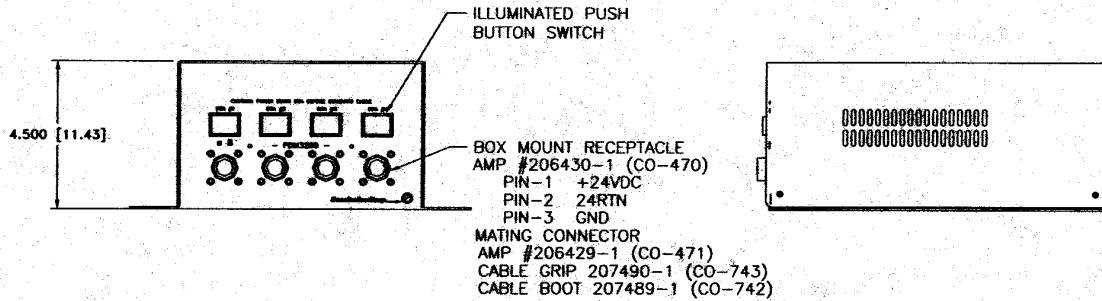 ILLUMINATED PUSH
BUTTON SWITCH
4.500 [11.43]
BOX MOUNT RECEPTACLE
AMP #206430-1 (CO-470)
PIN-1 +24VDC
PIN-2 24RTN
PIN-3 GND
MATING CONNECTOR
AMP #206429-1 (CO-471)
CABLE GRIP 207490-1 (CO-743)
CABLE BOOT 207489-1 (CO-742)